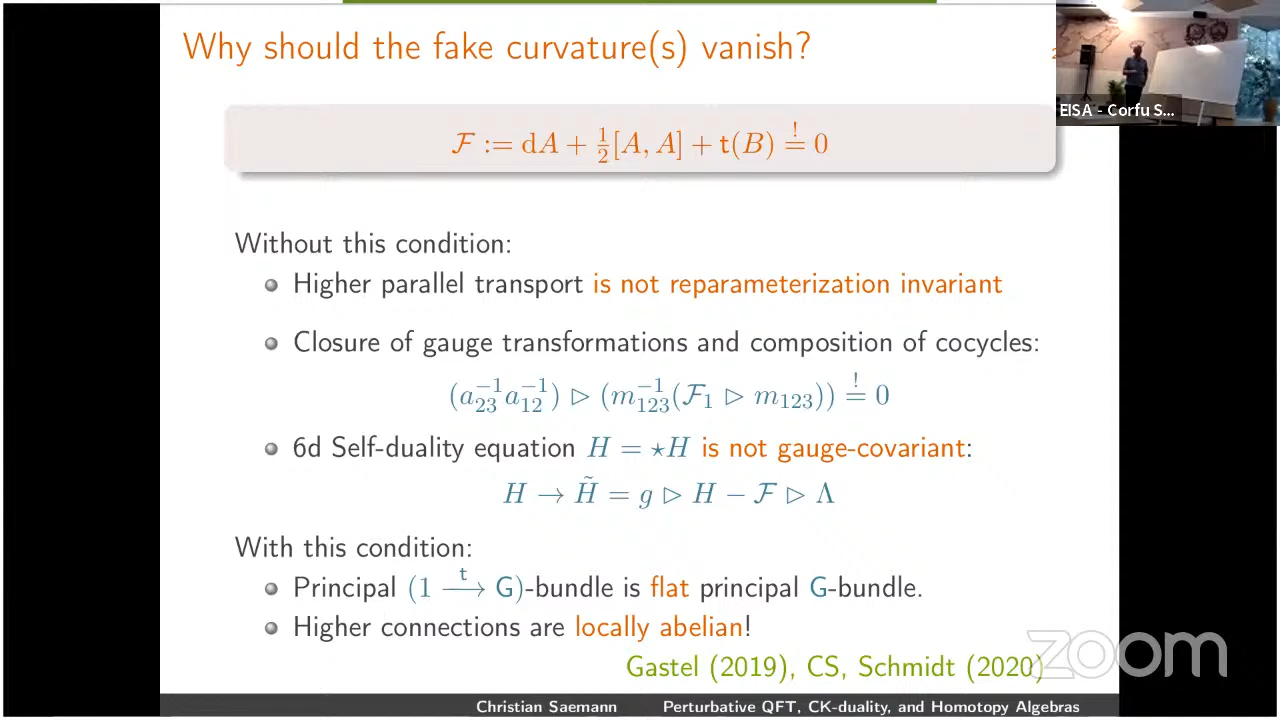 Why should the fake curvature(s) vanish?
EISA - Corfu S...
ℱ := dA + ½[A, A] + t(B) =! 0
Without this condition:
Higher parallel transport is not reparameterization invariant
Closure of gauge transformations and composition of cocycles:
(a₂₃⁻¹a₁₂⁻¹) ▷ (m₁₂₃⁻¹(ℱ₁ ▷ m₁₂₃)) =! 0
6d Self-duality equation H = ⋆H is not gauge-covariant:
H → H̃ = g ▷ H − ℱ ▷ Λ
With this condition:
Principal (1 →ᵗ G)-bundle is flat principal G-bundle.
Higher connections are locally abelian!
Gastel (2019), CS, Schmidt (2020)
zoom
Christian Saemann Perturbative QFT, CK-duality, and Homotopy Algebras